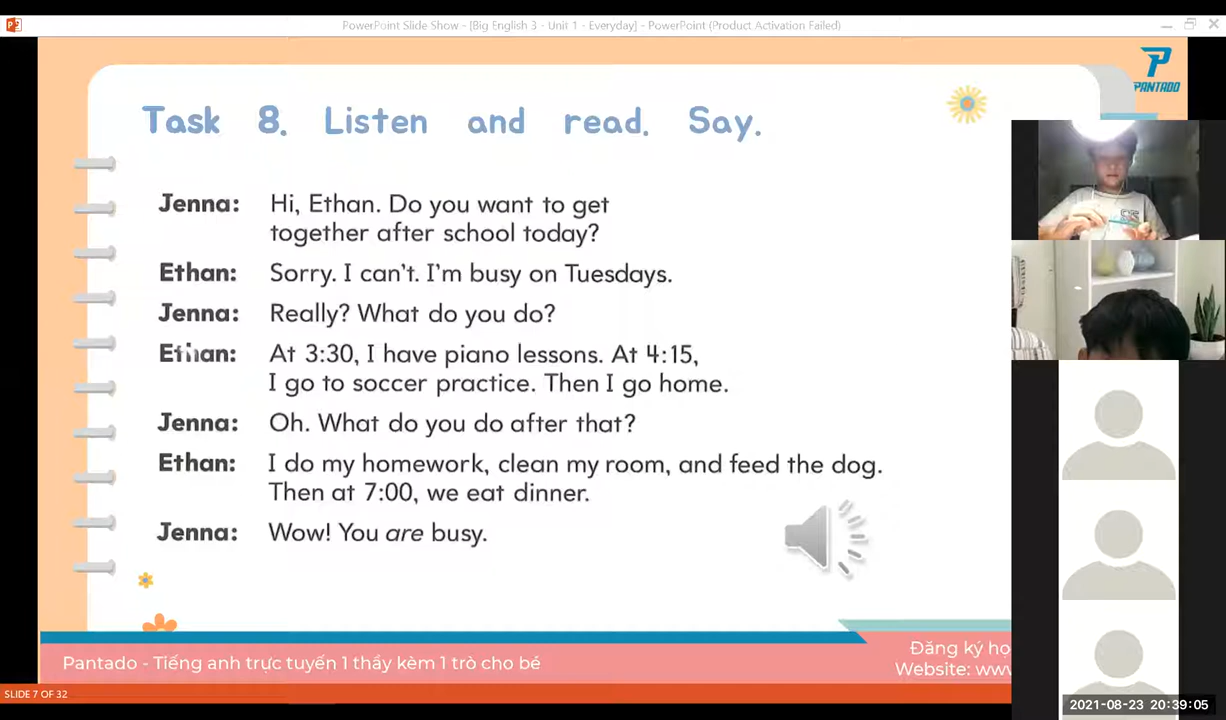 PowerPoint Slide Show - [Big English 3 - Unit 1 - Everyday] - PowerPoint (Product Activation Failed)
PANTADO
Task 8. Listen and read. Say.
Jenna: Hi, Ethan. Do you want to get
together after school today?
Ethan: Sorry. I can't. I'm busy on Tuesdays.
Jenna: Really? What do you do?
Ethan: At 3:30, I have piano lessons. At 4:15,
I go to soccer practice. Then I go home.
Jenna: Oh. What do you do after that?
Ethan: I do my homework, clean my room, and feed the dog.
Then at 7:00, we eat dinner.
Jenna: Wow! You are busy.
Pantado - Tiếng anh trực tuyến 1 thầy kèm 1 trò cho bé
Đăng ký họ
Website: www
SLIDE 7 OF 32
2021-08-23 20:39:05